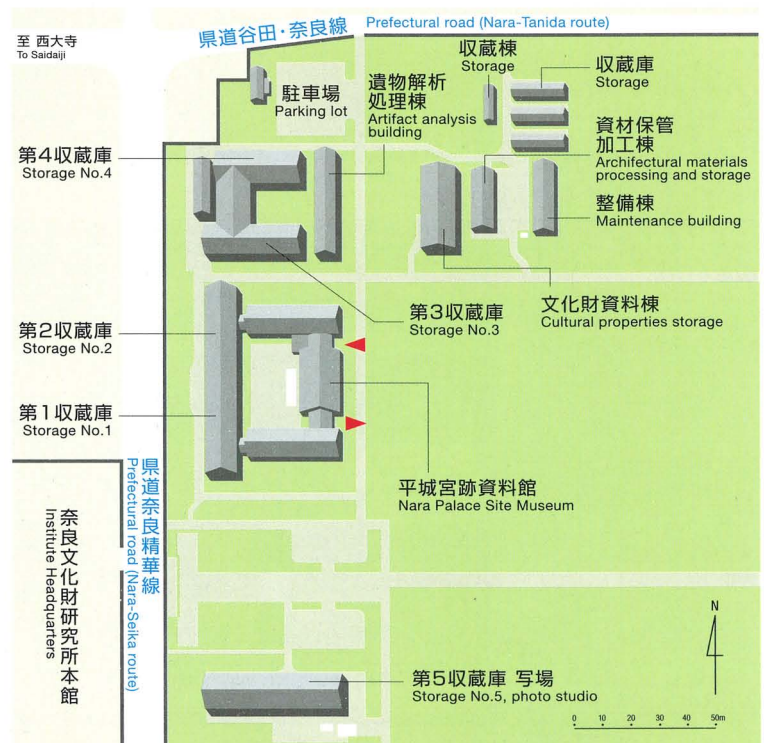 県道谷田・奈良線
Prefectural road (Nara-Tanida route)
至 西大寺
To Saidaiji
収蔵棟
Storage
収蔵庫
Storage
遺物解析
処理棟
Artifact analysis
building
駐車場
Parking lot
資材保管
加工棟
Archifectural materials
processing and storage
第4収蔵庫
Storage No.4
整備棟
Maintenance building
第3収蔵庫
Storage No.3
文化財資料棟
Cultural properties storage
第2収蔵庫
Storage No.2
第1収蔵庫
Storage No.1
平城宮跡資料館
Nara Palace Site Museum
県道奈良精華線
Prefectural road (Nara-Seika route)
奈良文化財研究所本館
Institute Headquarters
第5収蔵庫 写場
Storage No.5, photo studio
N
0 10 20 30 40 50m